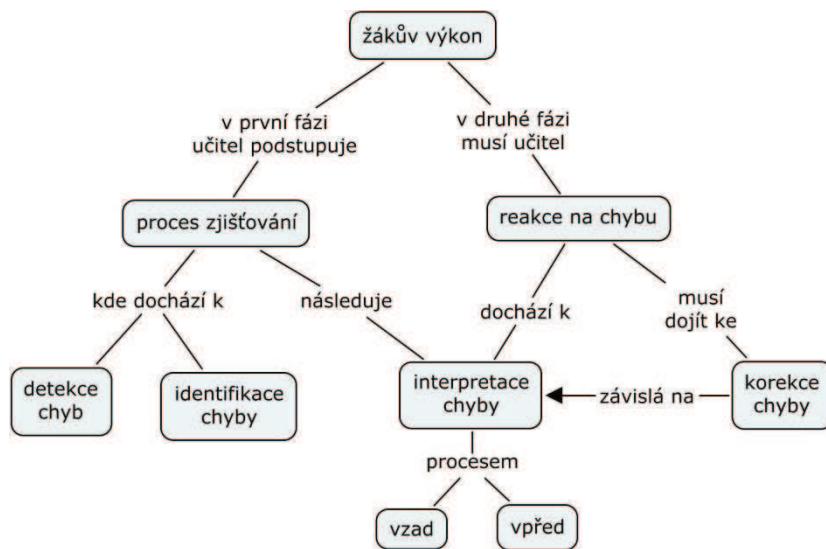 žákův výkon
v první fázi
učitel podstupuje
v druhé fázi
musí učitel
proces zjišťování
reakce na chybu
kde dochází k
následuje
dochází k
musí
dojít ke
detekce
chyb
identifikace
chyby
interpretace
chyby
závislá na
korekce
chyby
procesem
vzad
vpřed